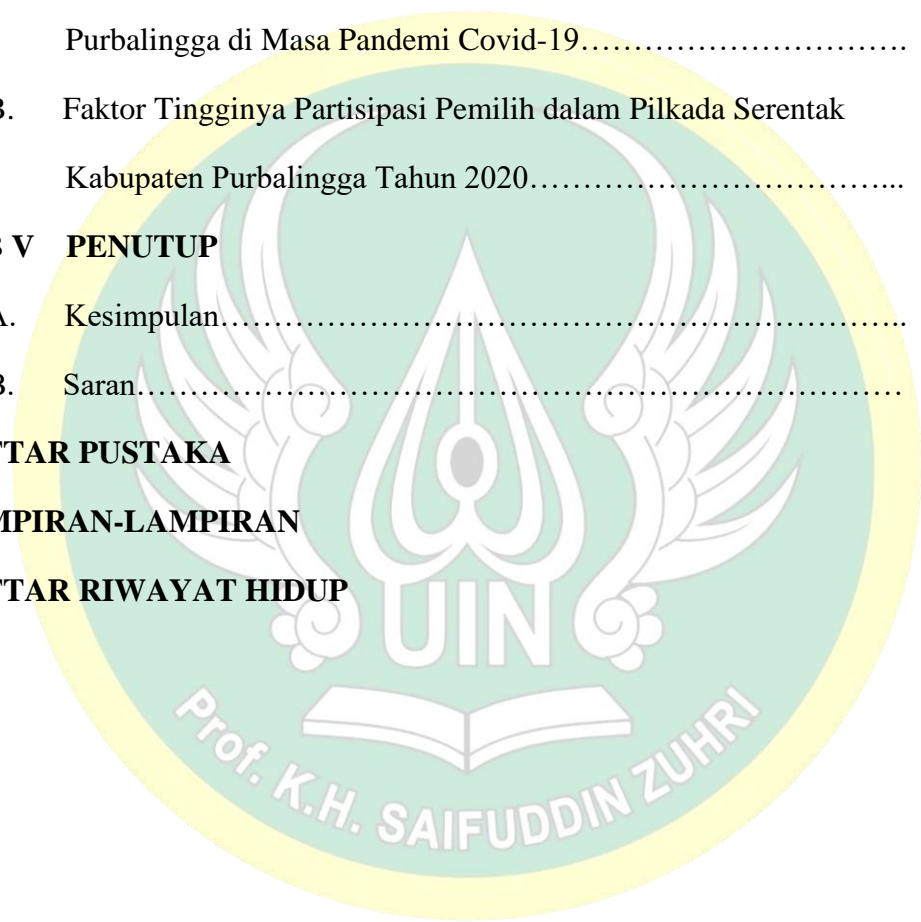 Purbalingga di Masa Pandemi Covid-19………………………….
B. Faktor Tingginya Partisipasi Pemilih dalam Pilkada Serentak
Kabupaten Purbalingga Tahun 2020……………………………...
V PENUTUP
A. Kesimpulan…………………………………………………………..
B. Saran…………………………………………………………………
TAR PUSTAKA
MPIRAN-LAMPIRAN
TAR RIWAYAT HIDUP
UIN
Prof. K.H. SAIFUDDIN ZUHRI